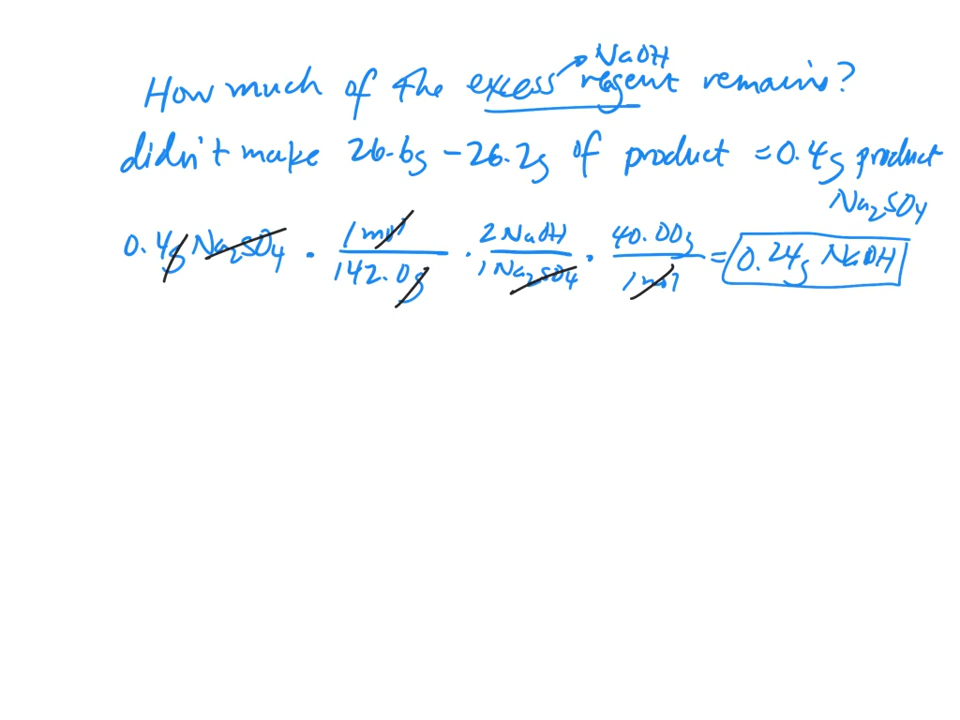 NaOH
How much of the excess regent remains?
didn't make 26.6g - 26.2g of product = 0.4g product
Na2SO4
0.4g Na2SO4 · 1 mol / 142.0g · 2 NaOH / 1 Na2SO4 · 40.00g / 1 mol = 0.24g NaOH